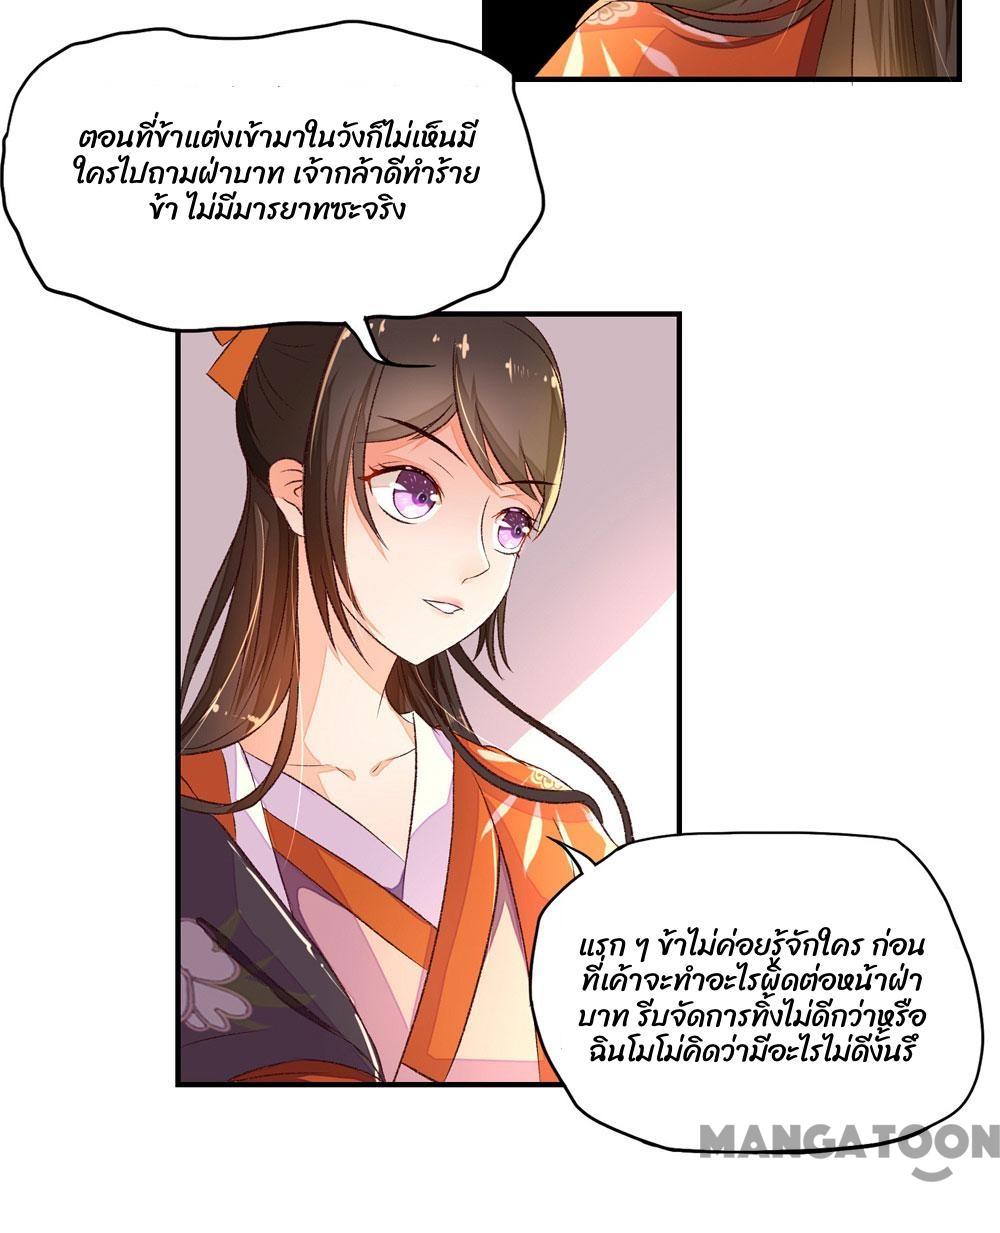 ตอนที่ข้าแต่งเข้ามาในวังก็ไม่เห็นมี
ใครไปถามฝ่าบาท เจ้ากล้าดีทำร้าย
ข้า ไม่มีมารยาทซะจริง
แรก ๆ ข้าไม่ค่อยรู้จักใคร ก่อน
ที่เค้าจะทำอะไรผิดต่อหน้าฝ่า
บาท รีบจัดการทิ้งไม่ดีกว่าหรือ
ฉินโมโม่คิดว่ามีอะไรไม่ดีงั้นรึ
MANGATOON